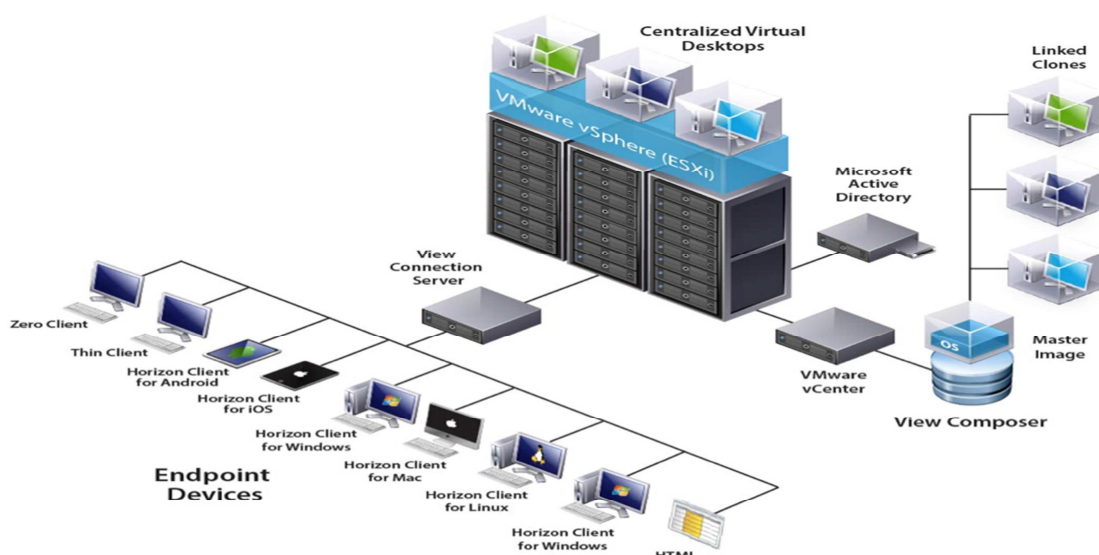 Centralized Virtual
Desktops
Linked
Clones
VMware vSphere (ESXi)
Microsoft
Active
Directory
View
Connection
Server
Zero Client
Thin Client
Horizon Client
for Android
Horizon Client
for iOS
Horizon Client
for Windows
Horizon Client
for Mac
Horizon Client
for Linux
Horizon Client
for Windows
HTML
Endpoint
Devices
VMware
vCenter
OS
Master
Image
View Composer